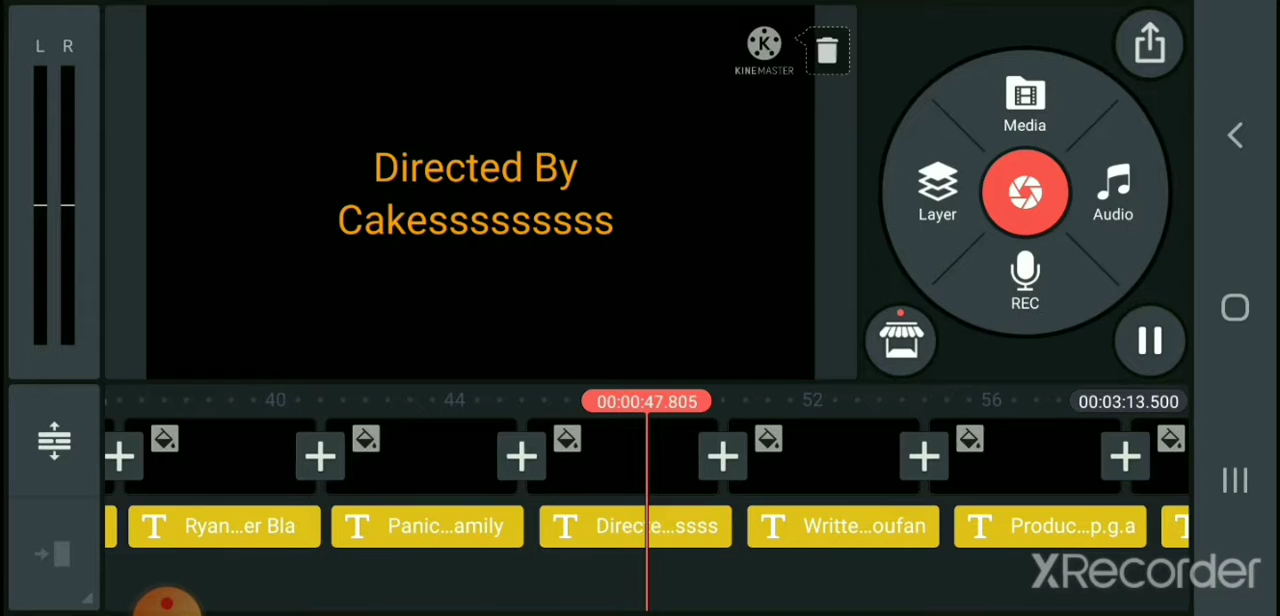 L R
KINEMASTER
Directed By
Cakesssssssss
Media
Layer
Audio
REC
40
44
00:00:47.805
52
56
00:03:13.500
T Ryan...er Bla
T Panic...amily
T Directe...ssss
T Writte...oufan
T Produc...p.g.a
T
XRecorder